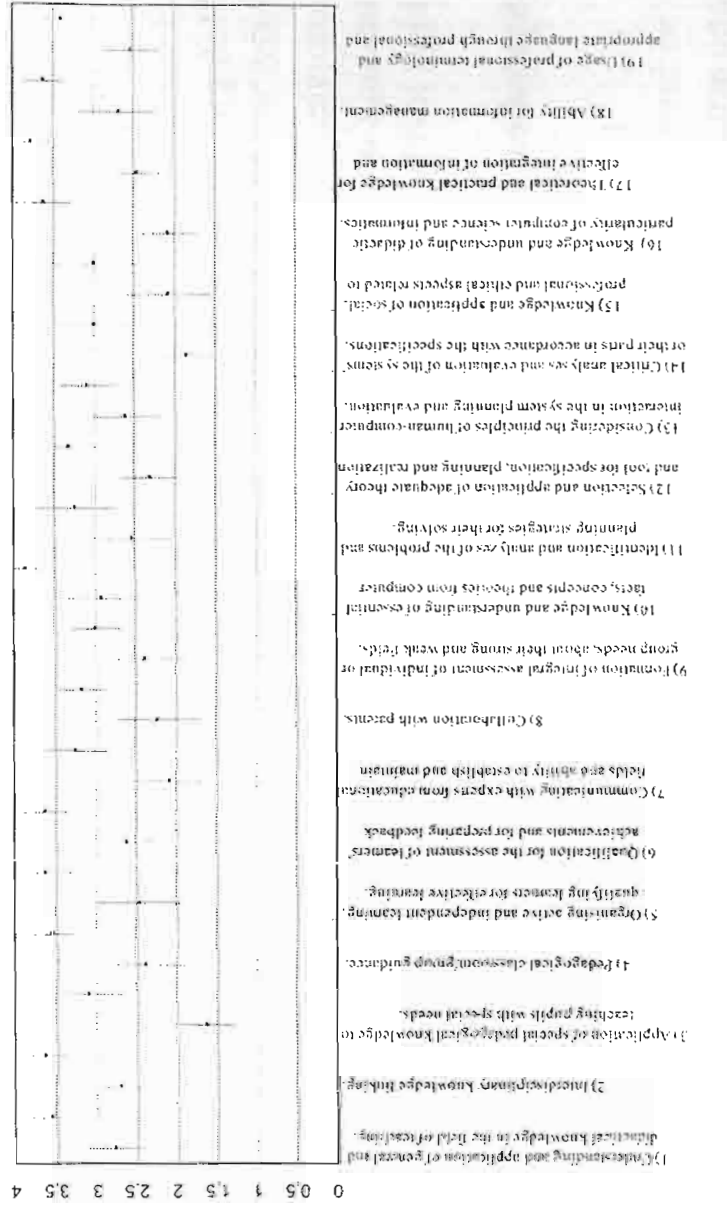 0 0,5 1 1,5 2 2,5 3 3,5 4
1) Understanding and application of general and
didactical knowledge in the field of teaching.
2) Interdisciplinary knowledge linking.
3) Application of special pedagogical knowledge to
teaching pupils with special needs.
4) Pedagogical classroom/group guidance.
5) Organising active and independent learning,
qualifying learners for effective learning.
6) Qualification for the assessment of learners'
achievements and for preparing feedback
7) Communicating with experts from educational
fields and ability to establish and maintain
8) Collaboration with parents.
9) Formation of integral assessment of individual or
group needs, about their strong and weak fields.
10) Knowledge and understanding of essential
facts, concepts and theories from computer
11) Identification and analyzes of the problems and
planning strategies for their solving.
12) Selection and application of adequate theory
and tool for specification, planning and realization
13) Considering the principles of human-computer
interaction in the system planning and evaluation.
14) Critical analyses and evaluation of the systems'
or their parts in accordance with the specifications.
15) Knowledge and application of social,
professional and ethical aspects related to
16) Knowledge and understanding of didactic
particularity of computer science and informatics.
17) Theoretical and practical knowledge for
effective integration of information and
18) Ability for information management.
19) Usage of professional terminology and
appropriate language through professional and